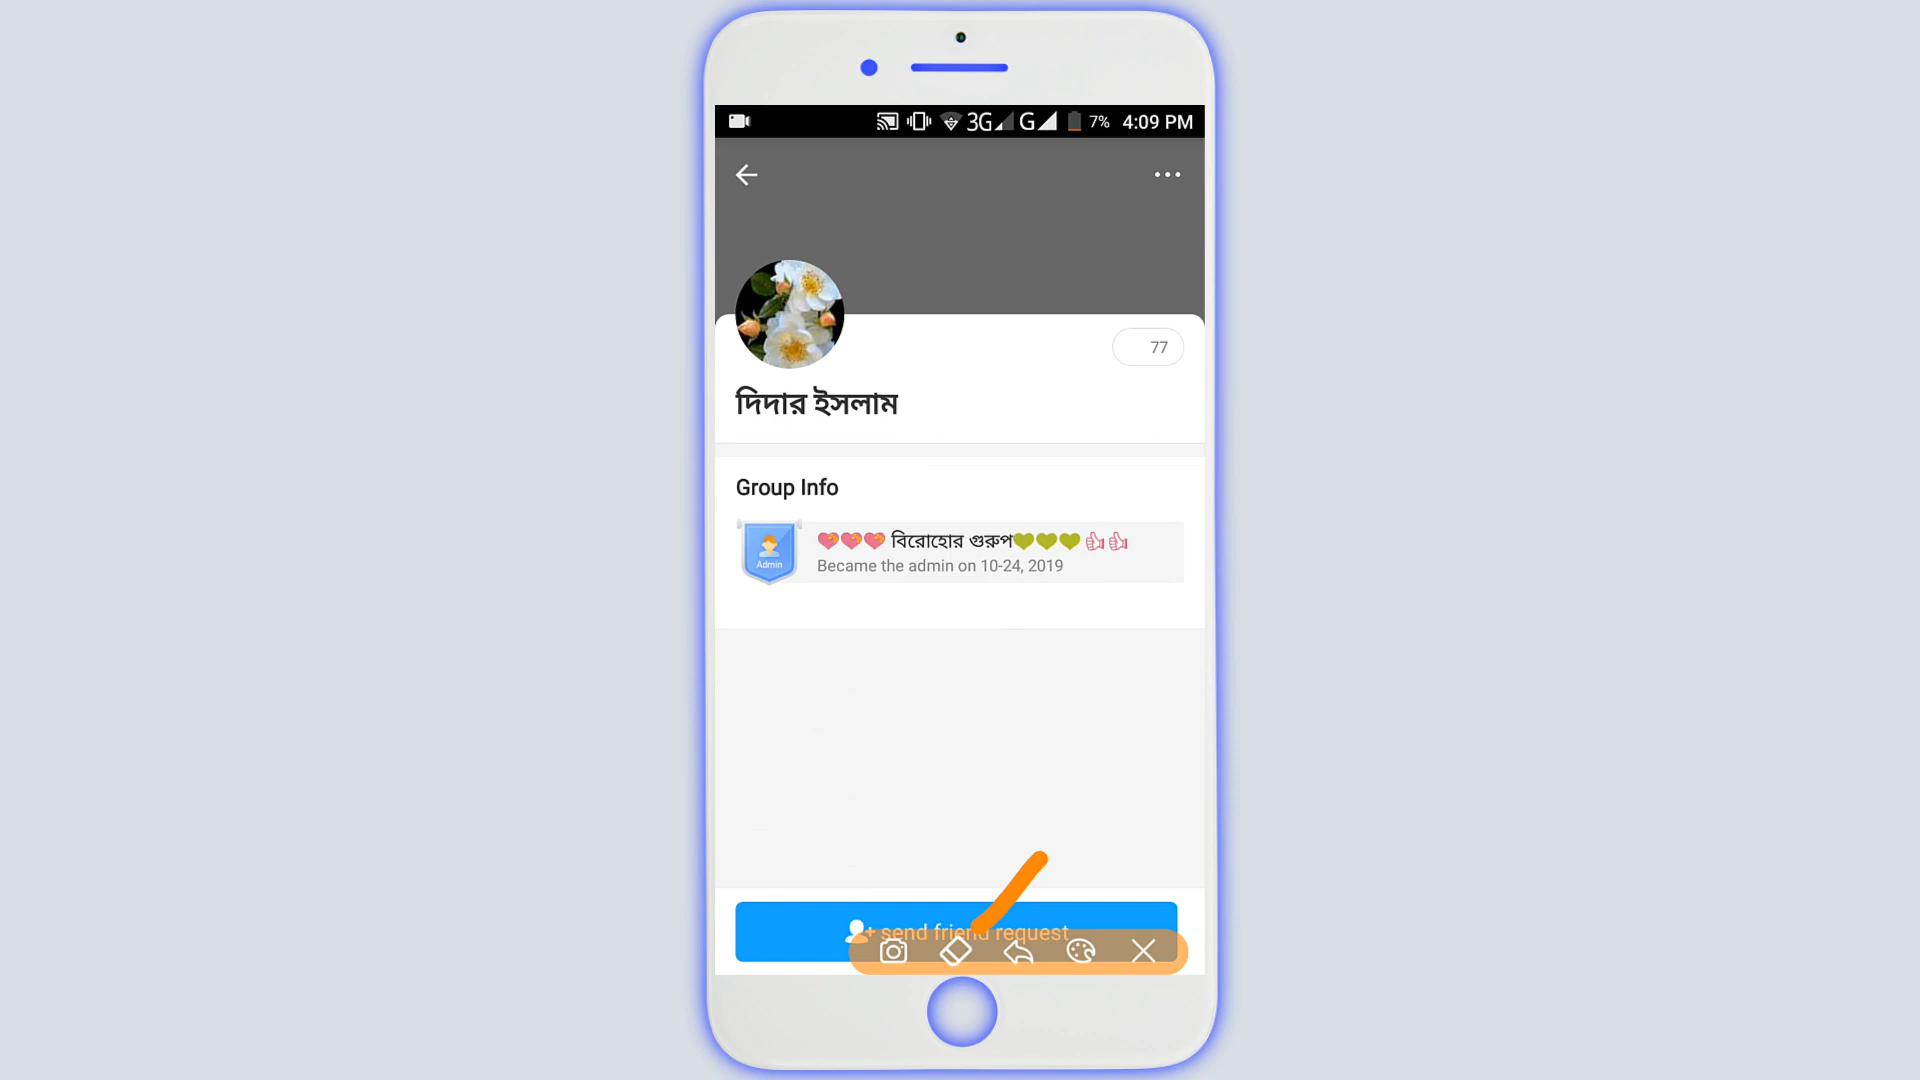 3G G 7% 4:09 PM
77
দিদার ইসলাম
Group Info
Admin
💝💝💝 বিরোহোর গুরুপ💚💚💚 👍👍
Became the admin on 10-24, 2019
send friend request